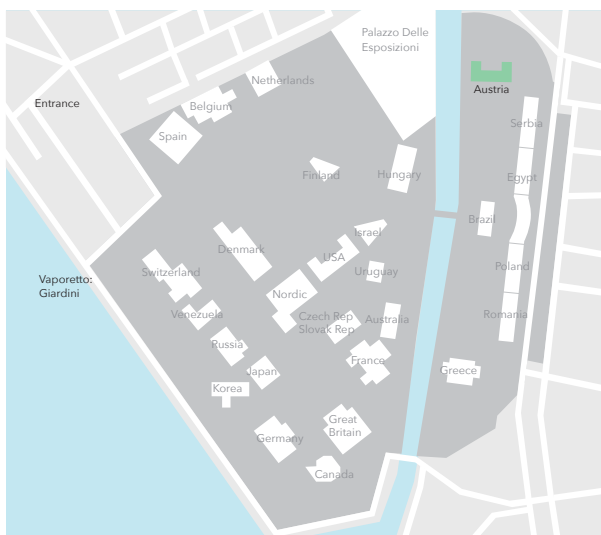 Palazzo Delle
Esposizioni
Netherlands
Austria
Entrance
Belgium
Serbia
Spain
Finland
Hungary
Egypt
Brazil
Israel
Denmark
USA
Poland
Switzerland
Uruguay
Vaporetto:
Giardini
Nordic
Venezuela
Czech Rep
Slovak Rep
Australia
Romania
Russia
France
Japan
Greece
Korea
Great
Britain
Germany
Canada